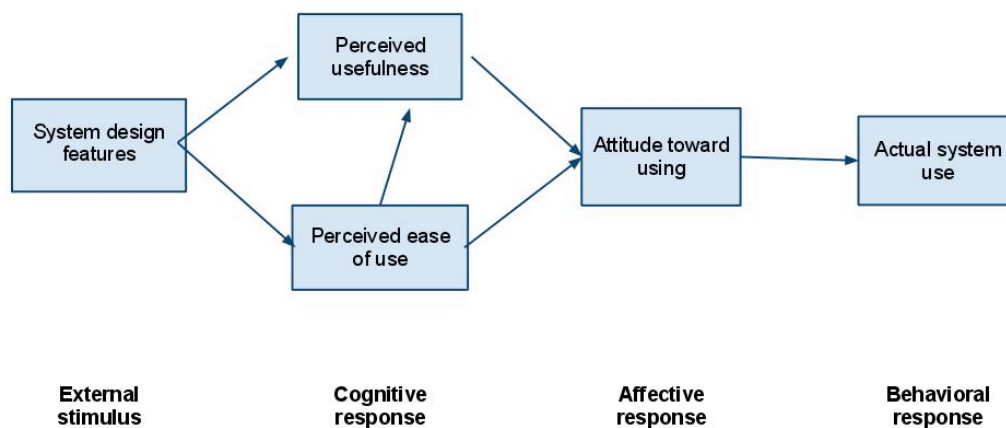 Perceived
usefulness
System design
features
Attitude toward
using
Actual system
use
Perceived ease
of use
External
stimulus
Cognitive
response
Affective
response
Behavioral
response